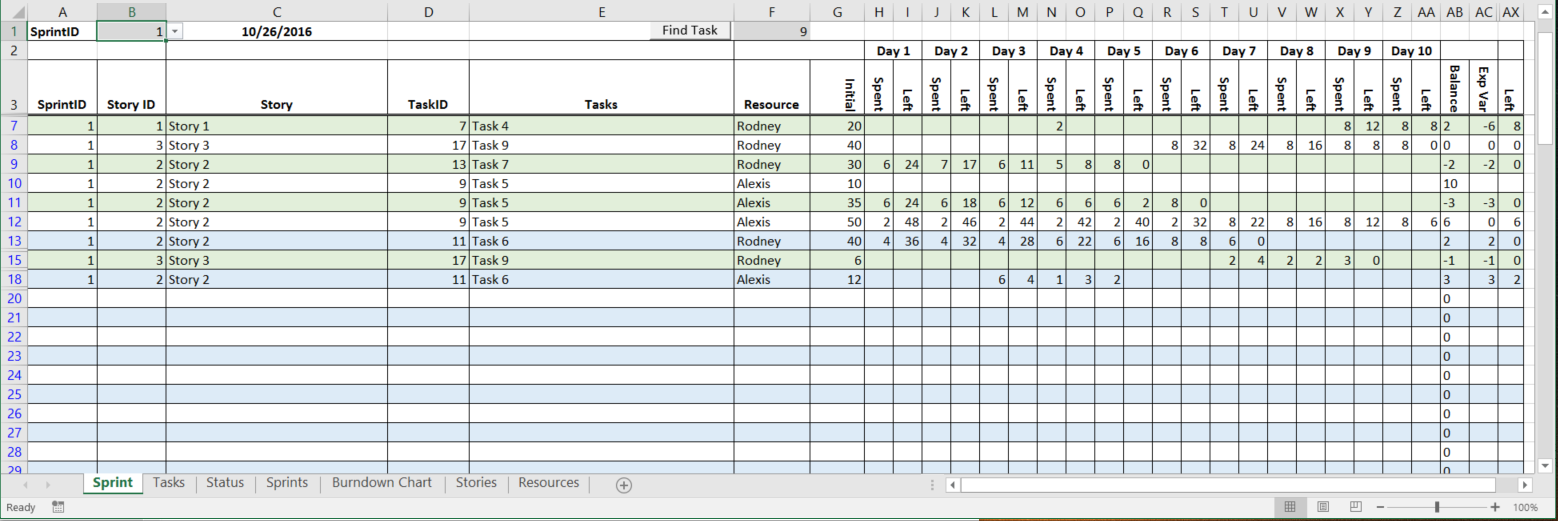 A B C D E F G H I J K L M N O P Q R S T U V W X Y Z AA AB AC AX
1 SprintID 1 10/26/2016 Find Task 9
2 Day 1 Day 2 Day 3 Day 4 Day 5 Day 6 Day 7 Day 8 Day 9 Day 10
3 SprintID Story ID Story TaskID Tasks Resource Initial Spent Left Spent Left Spent Left Spent Left Spent Left Spent Left Spent Left Spent Left Spent Left Spent Left Balance Exp Var Left
7 1 1 Story 1 7 Task 4 Rodney 20 2 8 12 8 8 2 -6 8
8 1 3 Story 3 17 Task 9 Rodney 40 8 32 8 24 8 16 8 8 8 0 0 0 0
9 1 2 Story 2 13 Task 7 Rodney 30 6 24 7 17 6 11 5 8 8 0 -2 -2 0
10 1 2 Story 2 9 Task 5 Alexis 10 10
11 1 2 Story 2 9 Task 5 Alexis 35 6 24 6 18 6 12 6 6 6 2 8 0 -3 -3 0
12 1 2 Story 2 9 Task 5 Alexis 50 2 48 2 46 2 44 2 42 2 40 2 32 8 22 8 16 8 12 8 6 6 0 6
13 1 2 Story 2 11 Task 6 Rodney 40 4 36 4 32 4 28 6 22 6 16 8 8 6 0 2 2 0
15 1 3 Story 3 17 Task 9 Rodney 6 2 4 2 2 3 0 -1 -1 0
18 1 2 Story 2 11 Task 6 Alexis 12 6 4 1 3 2 3 3 2
20 0
21 0
22 0
23 0
24 0
25 0
26 0
27 0
28 0
29 0
Sprint Tasks Status Sprints Burndown Chart Stories Resources
Ready 100%